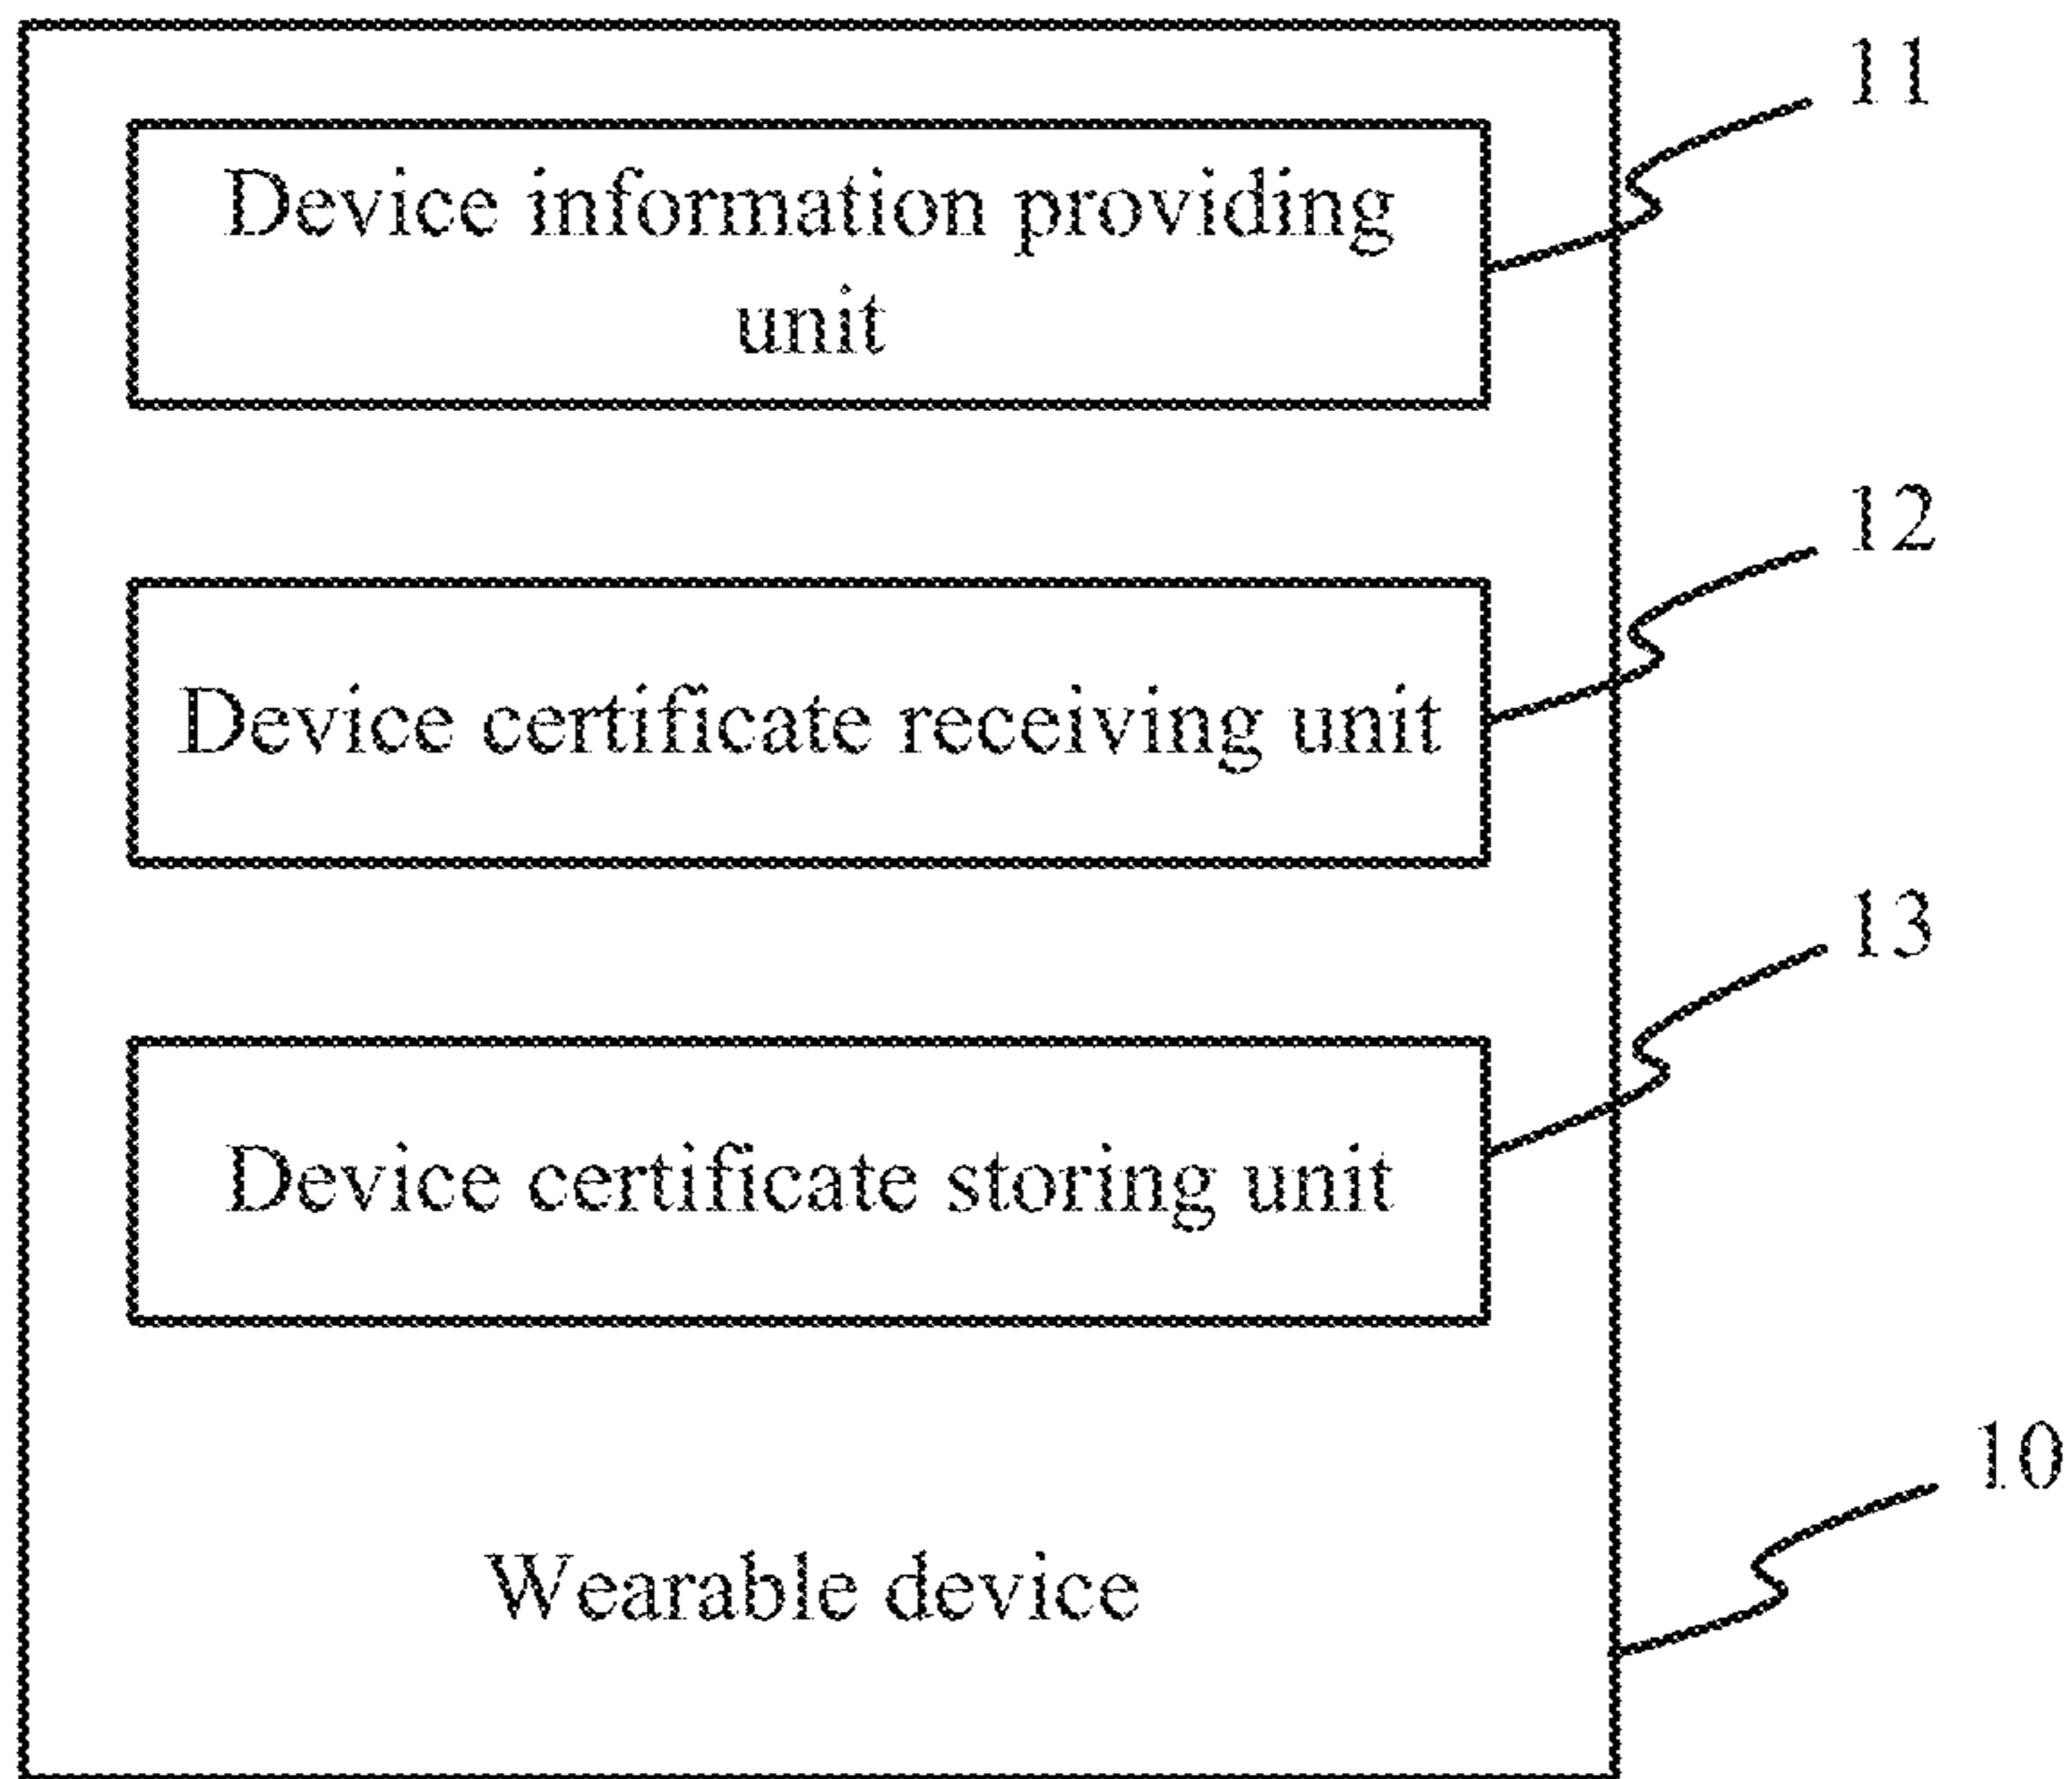 11
Device information providing
unit
12
Device certificate receiving unit
13
Device certificate storing unit
10
Wearable device